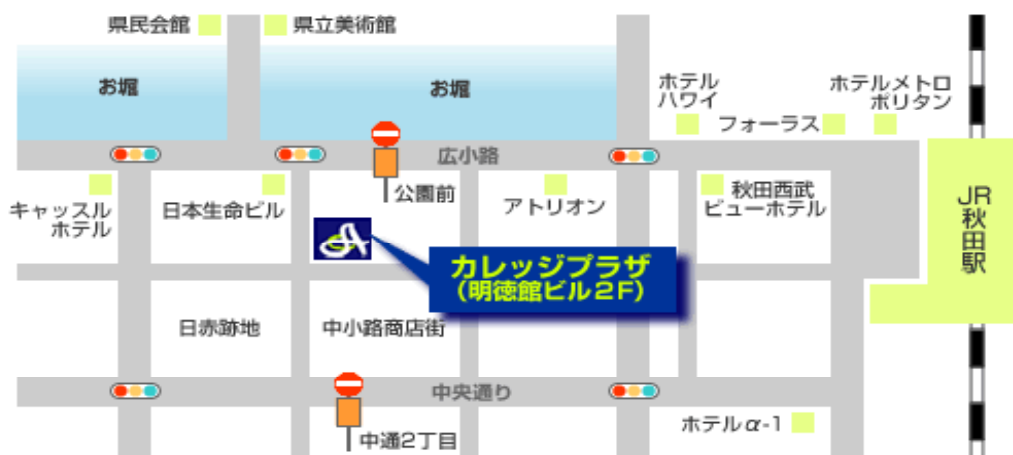 県民会館
県立美術館
お堀
お堀
ホテル
ハワイ
ホテルメトロ
ポリタン
フォーラス
広小路
公園前
キャッスル
ホテル
日本生命ビル
アトリオン
秋田西武
ビューホテル
JR
秋
田
駅
カレッジプラザ
(明徳館ビル2F)
日赤跡地
中小路商店街
中央通り
中通2丁目
ホテルα-1